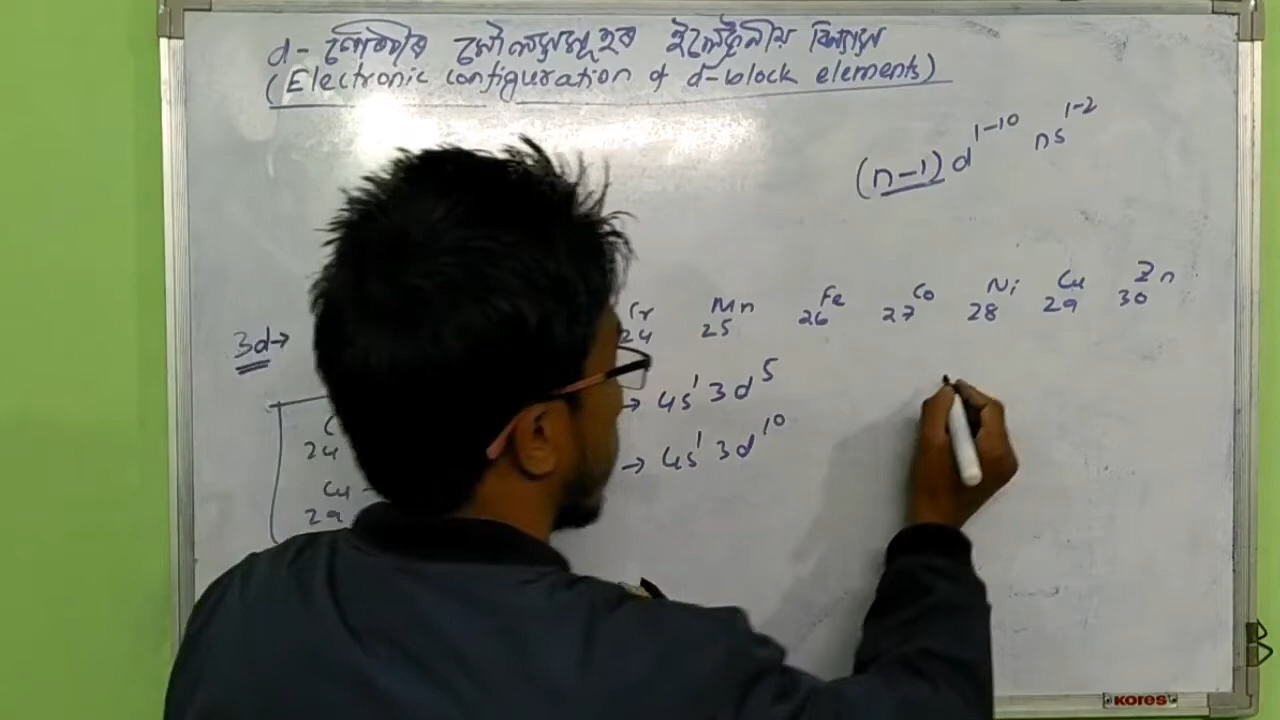 d- শ্ৰেণীৰ মৌলসমূহৰ ইলেক্ট্ৰনীয় বিন্যাস
(Electronic configuration of d-block elements)
(n-1)d¹⁻¹⁰ ns¹⁻²
Cr Mn Fe Co Ni Cu Zn
24 25 26 27 28 29 30
3d→
→ 4s¹ 3d⁵
24
→ 4s¹ 3d¹⁰
Cu
29
KORES